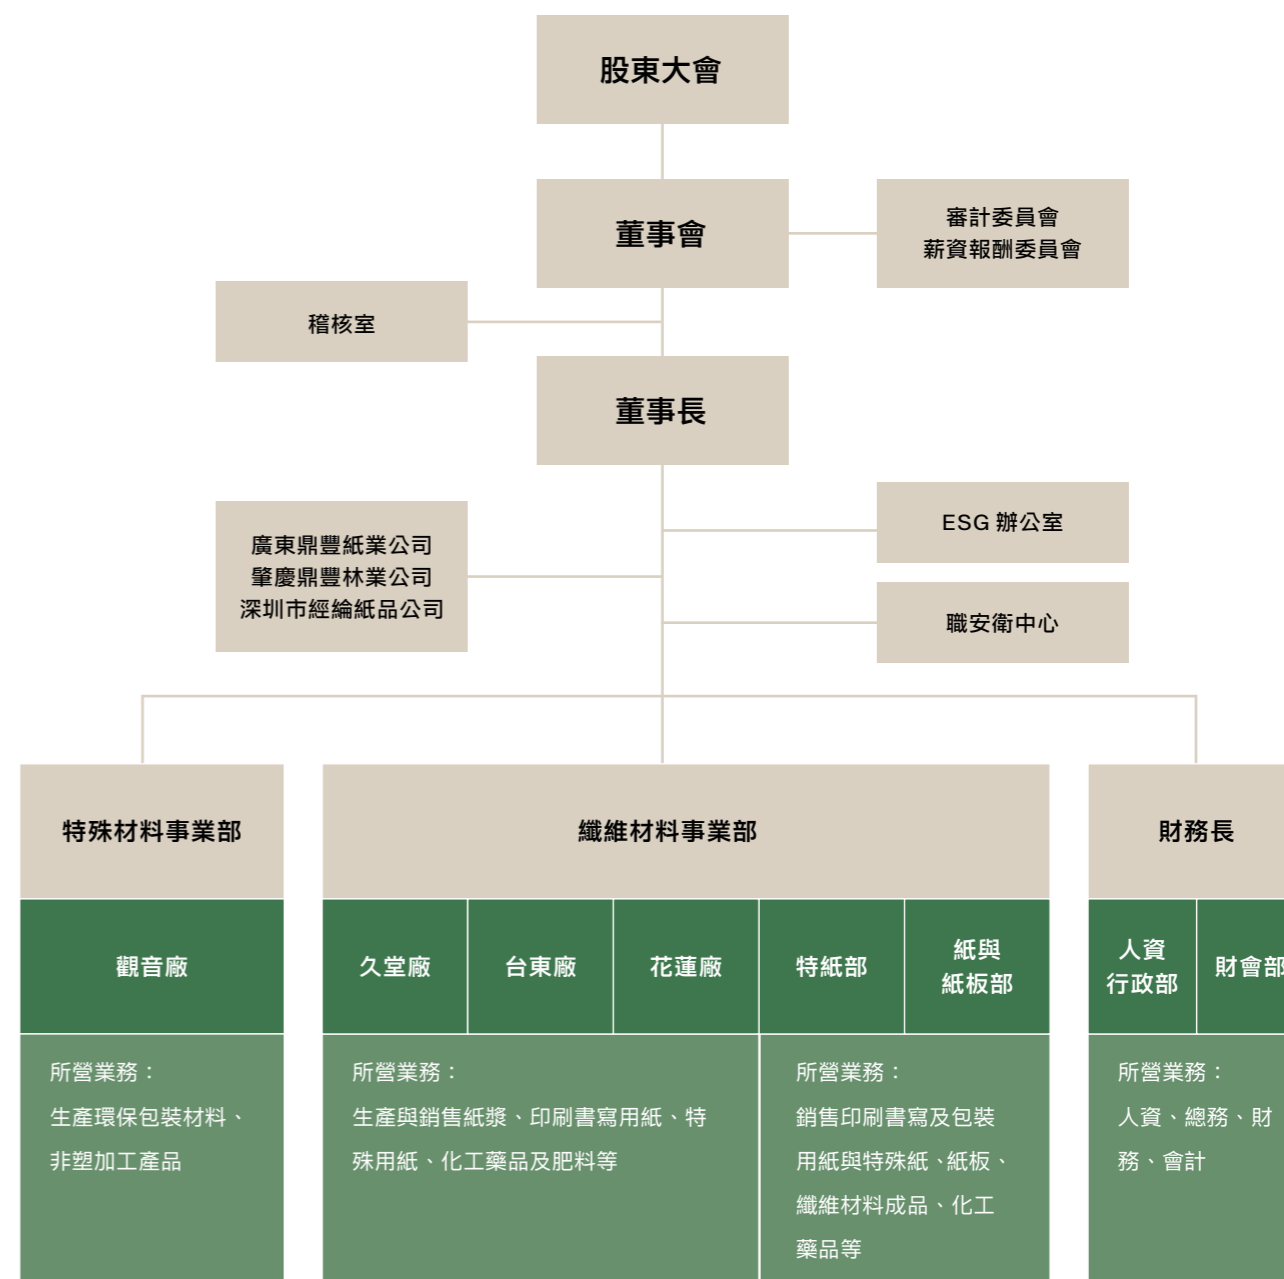 股東大會
董事會
審計委員會
薪資報酬委員會
稽核室
董事長
ESG 辦公室
廣東鼎豐紙業公司
肇慶鼎豐林業公司
深圳市經綸紙品公司
職安衛中心
特殊材料事業部
纖維材料事業部
財務長
觀音廠
久堂廠
台東廠
花蓮廠
特紙部
紙與
紙板部
人資
行政部
財會部
所營業務：
生產環保包裝材料、
非塑加工產品
所營業務：
生產與銷售紙漿、印刷書寫用紙、特
殊用紙、化工藥品及肥料等
所營業務：
銷售印刷書寫及包裝
用紙與特殊紙、紙板、
纖維材料成品、化工
藥品等
所營業務：
人資、總務、財
務、會計